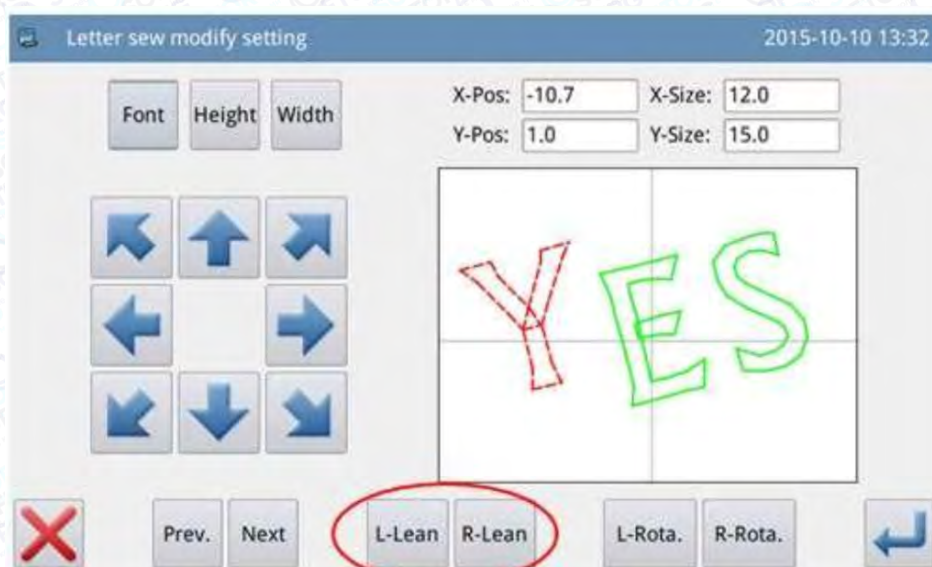 Letter sew modify setting 2015-10-10 13:32
Font Height Width
X-Pos: -10.7 X-Size: 12.0
Y-Pos: 1.0 Y-Size: 15.0
YES
Prev. Next L-Lean R-Lean L-Rota. R-Rota.